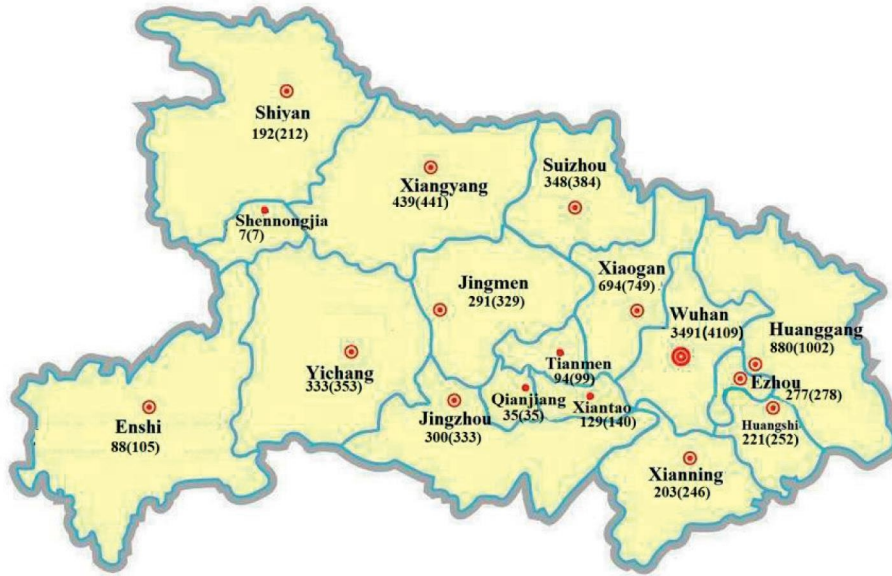 Shiyan
192(212)
Xiangyang
439(441)
Suizhou
348(384)
Shennongjia
7(7)
Xiaogan
694(749)
Jingmen
291(329)
Wuhan
3491(4109)
Huanggang
880(1002)
Yichang
333(353)
Tianmen
94(99)
Ezhou
277(278)
Qianjiang
35(35)
Xiantao
129(140)
Jingzhou
300(333)
Enshi
88(105)
Huangshi
221(252)
Xianning
203(246)